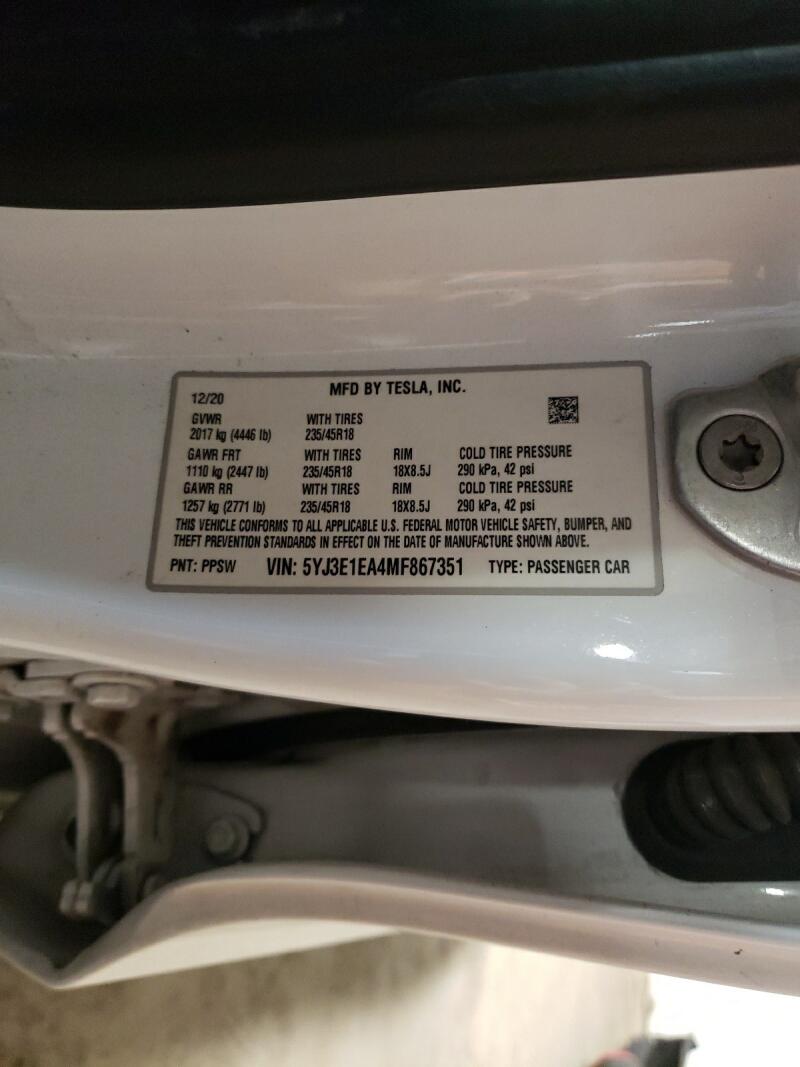 12/20 MFD BY TESLA, INC.
GVWR WITH TIRES
2017 kg (4446 lb) 235/45R18
GAWR FRT WITH TIRES RIM COLD TIRE PRESSURE
1110 kg (2447 lb) 235/45R18 18X8.5J 290 kPa, 42 psi
GAWR RR WITH TIRES RIM COLD TIRE PRESSURE
1257 kg (2771 lb) 235/45R18 18X8.5J 290 kPa, 42 psi
THIS VEHICLE CONFORMS TO ALL APPLICABLE U.S. FEDERAL MOTOR VEHICLE SAFETY, BUMPER, AND
THEFT PREVENTION STANDARDS IN EFFECT ON THE DATE OF MANUFACTURE SHOWN ABOVE.
PNT: PPSW VIN: 5YJ3E1EA4MF867351 TYPE: PASSENGER CAR